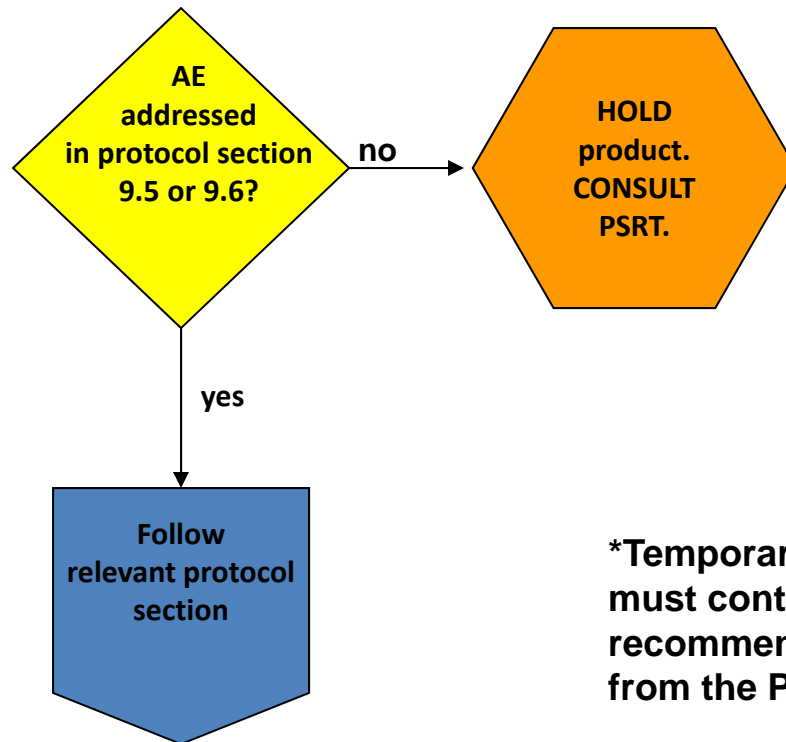 AE
addressed
in protocol section
9.5 or 9.6?
no
HOLD
product.
CONSULT
PSRT.
yes
Follow
relevant protocol
section
*Temporar
must cont
recommen
from the P